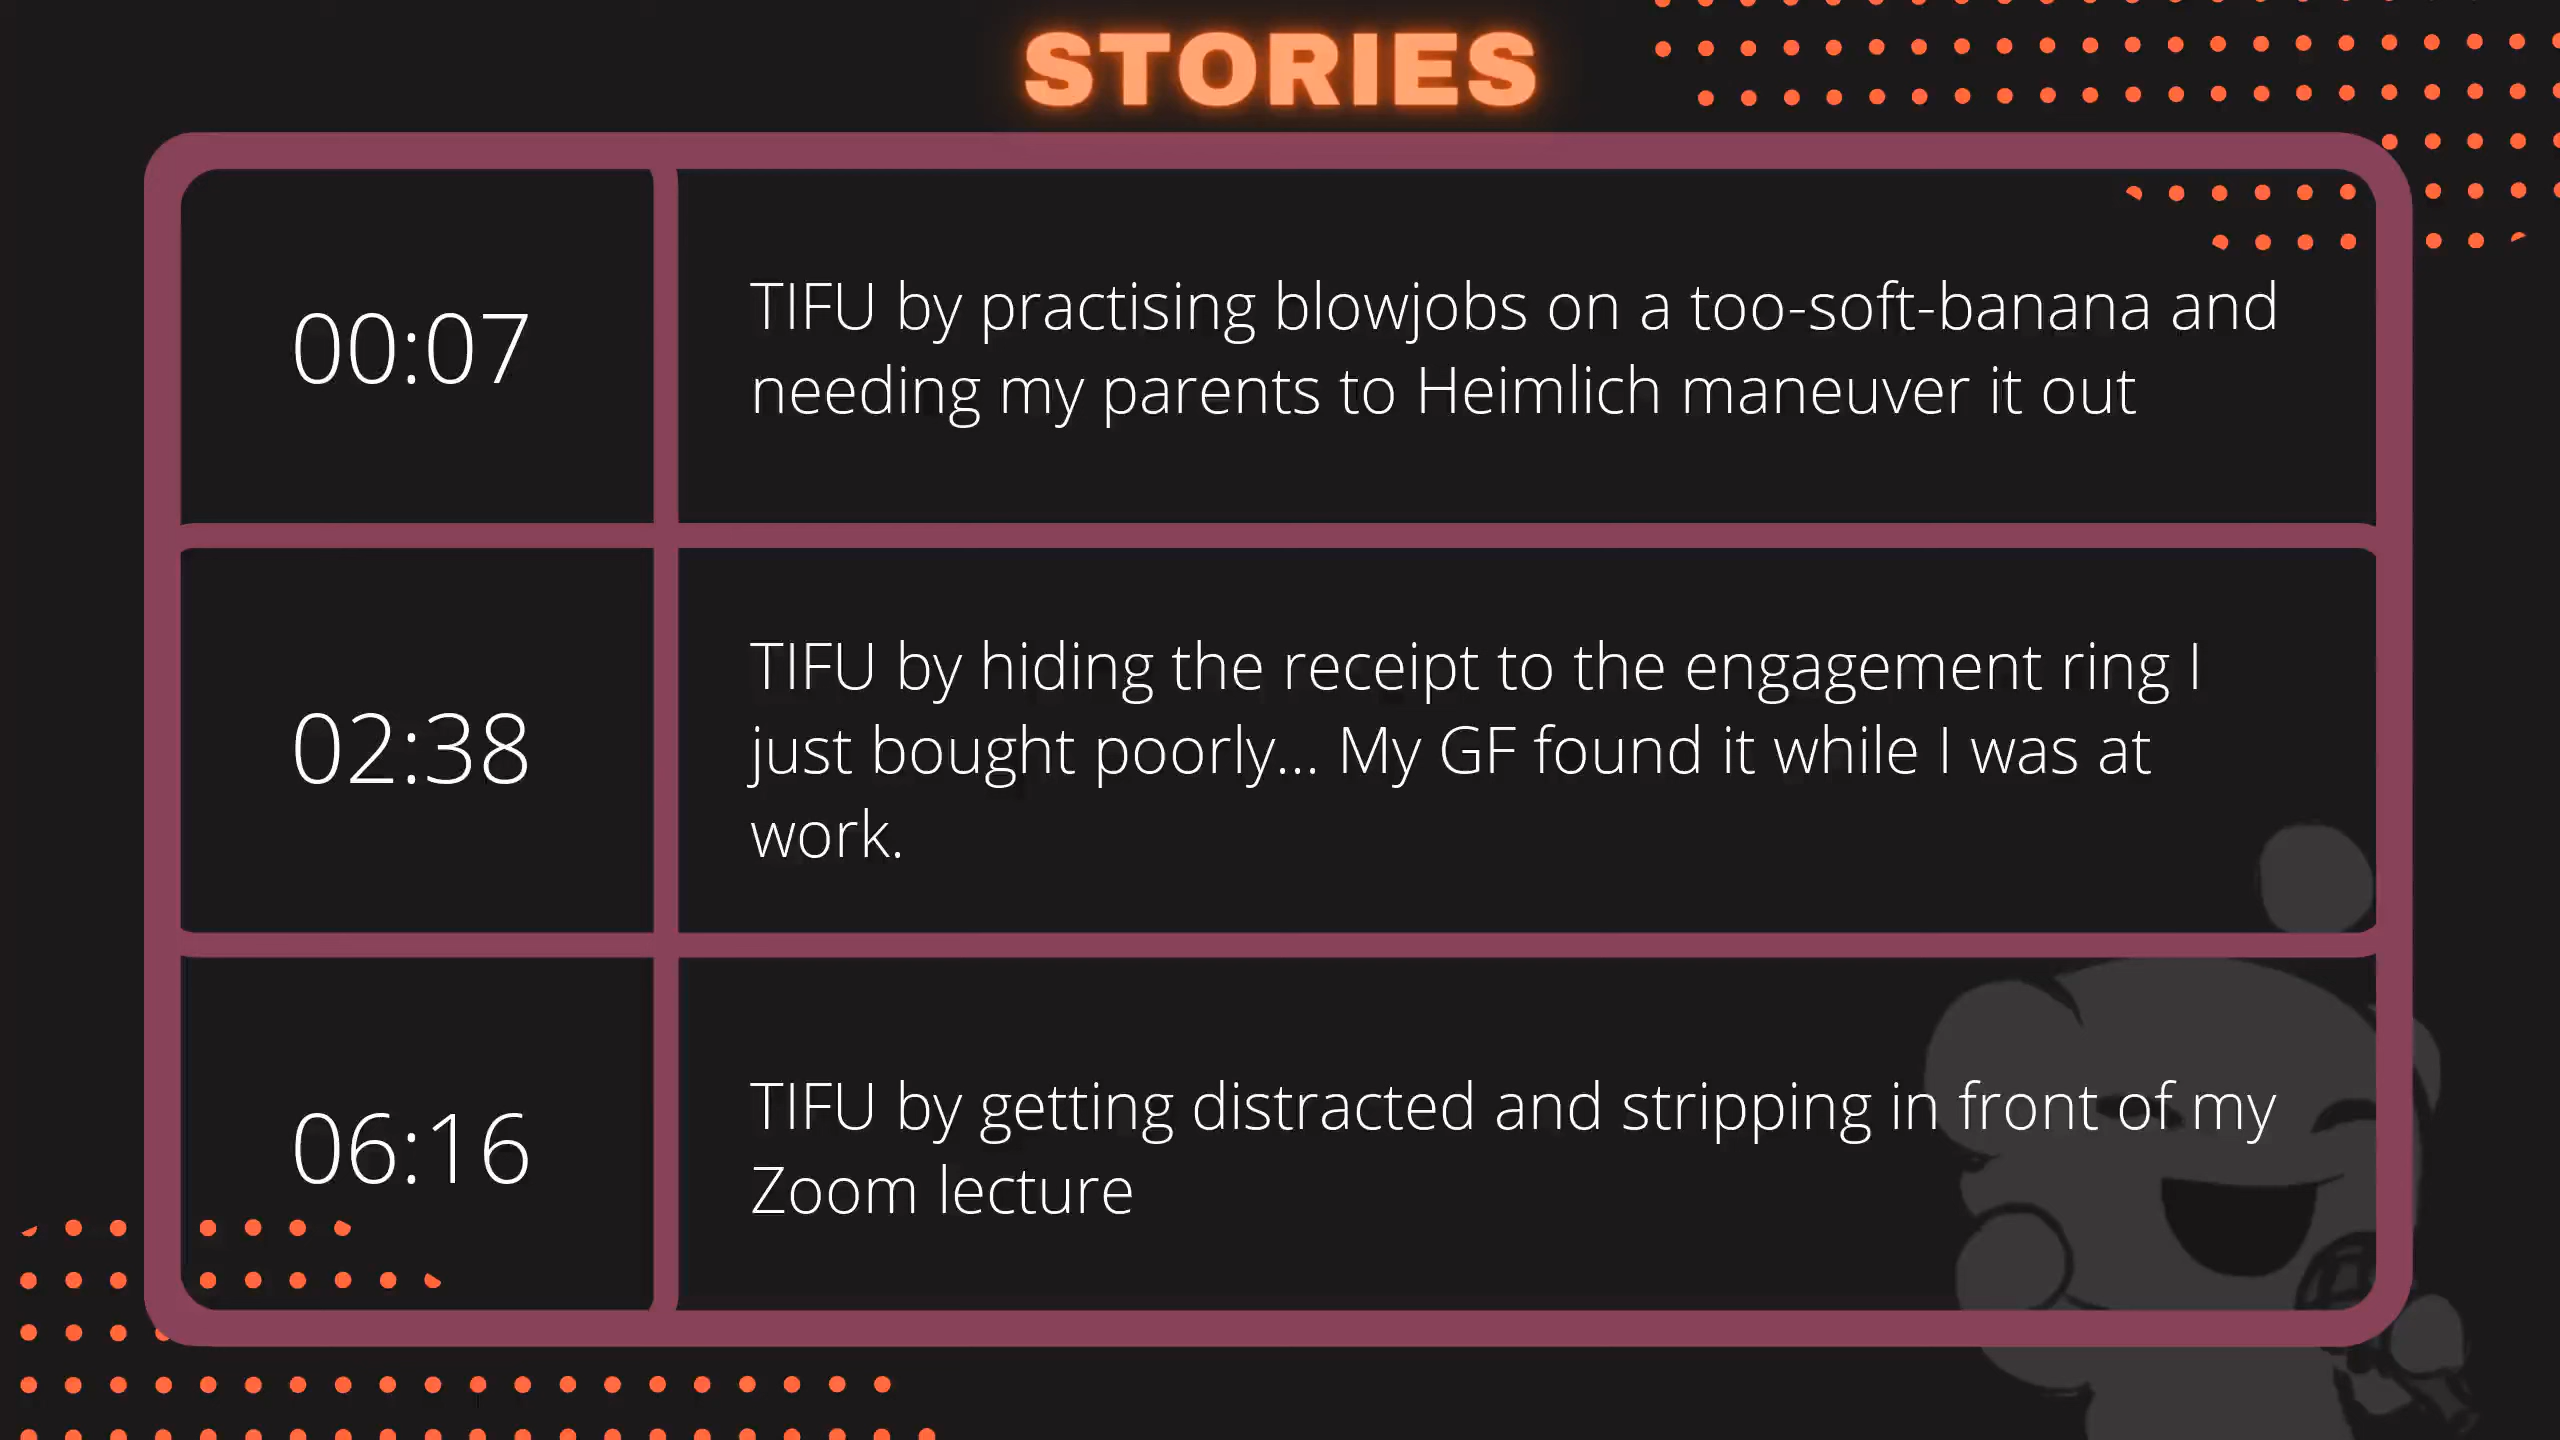 STORIES
00:07
TIFU by practising blowjobs on a too-soft-banana and
needing my parents to Heimlich maneuver it out
02:38
TIFU by hiding the receipt to the engagement ring I
just bought poorly... My GF found it while I was at
work.
06:16
TIFU by getting distracted and stripping in front of my
Zoom lecture